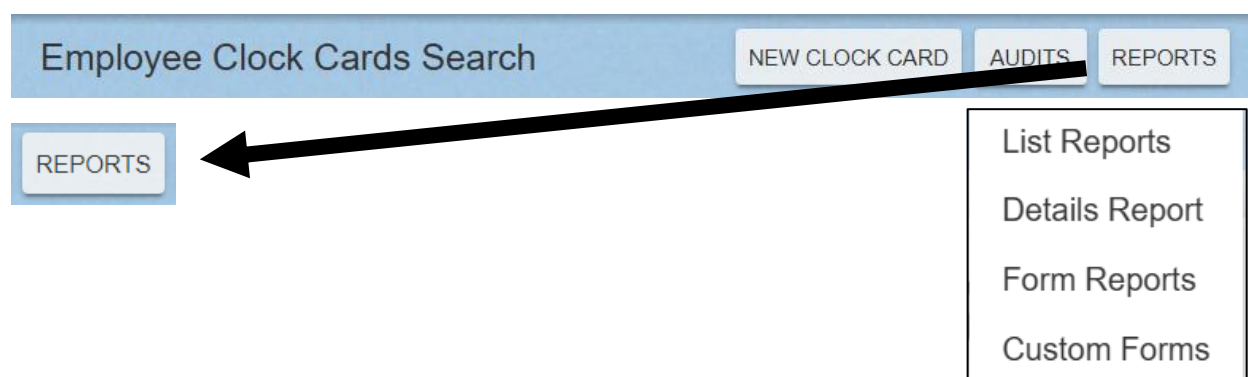 Employee Clock Cards Search
NEW CLOCK CARD
AUDITS
REPORTS
REPORTS
List Reports
Details Report
Form Reports
Custom Forms